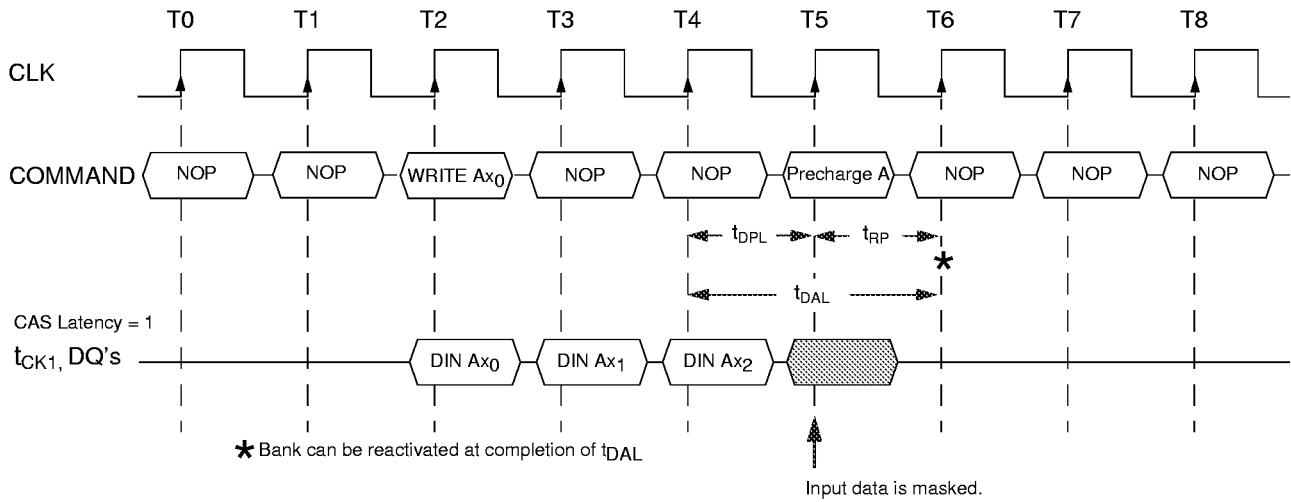 T0 T1 T2 T3 T4 T5 T6 T7 T8
CLK
COMMAND NOP NOP WRITE Ax0 NOP NOP Precharge A NOP NOP NOP
tDPL tRP
*
tDAL
CAS Latency = 1
tCK1, DQ's DIN Ax0 DIN Ax1 DIN Ax2
* Bank can be reactivated at completion of tDAL
Input data is masked.